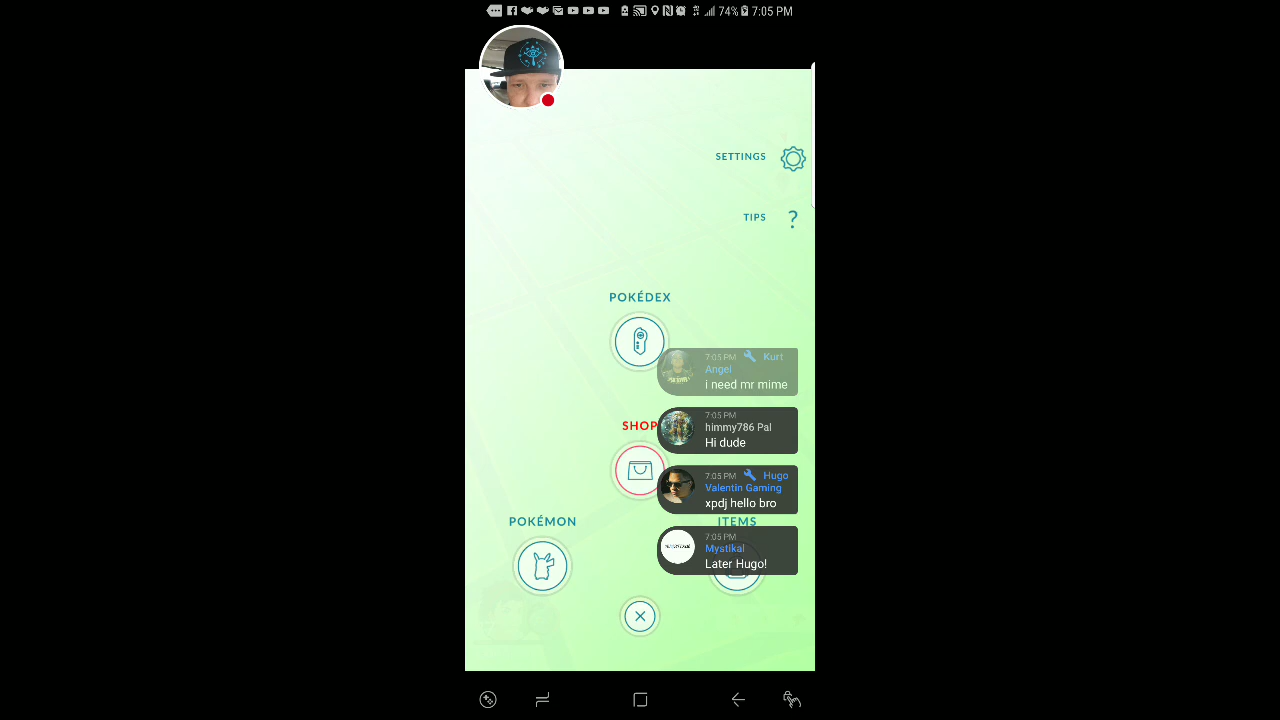 74% 7:05 PM
SETTINGS
TIPS
?
POKÉDEX
7:05 PM Kurt
Angel
i need mr mime
7:05 PM
himmy786 Pal
Hi dude
SHOP
7:05 PM Hugo
Valentin Gaming
xpdj hello bro
POKÉMON
ITEMS
7:05 PM
Mystikal
Later Hugo!